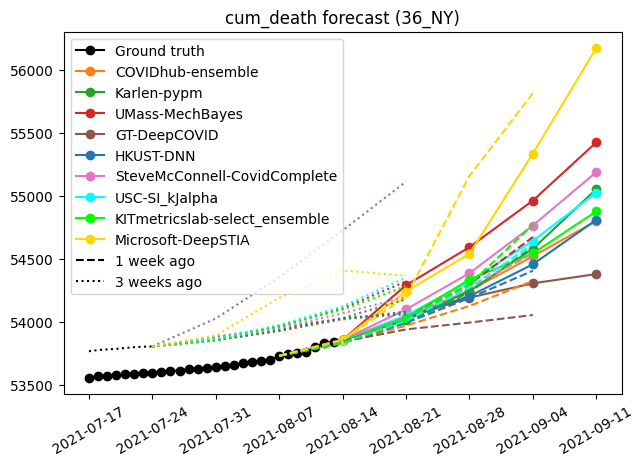 cum_death forecast (36_NY)
56000
55500
55000
54500
54000
53500
Ground truth
COVIDhub-ensemble
Karlen-pypm
UMass-MechBayes
GT-DeepCOVID
HKUST-DNN
SteveMcConnell-CovidComplete
USC-SI_kJalpha
KITmetricslab-select_ensemble
Microsoft-DeepSTIA
1 week ago
3 weeks ago
2021-07-17
2021-07-24
2021-07-31
2021-08-07
2021-08-14
2021-08-21
2021-08-28
2021-09-04
2021-09-11